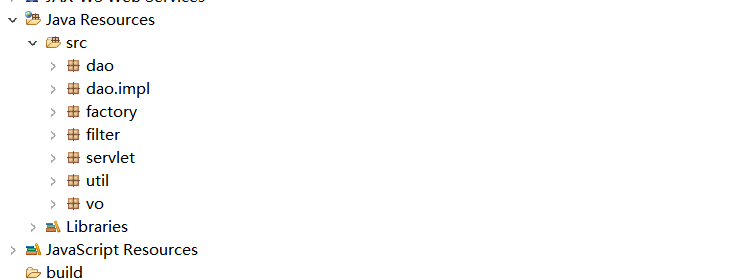 Java Resources
src
dao
dao.impl
factory
filter
servlet
util
vo
Libraries
JavaScript Resources
build